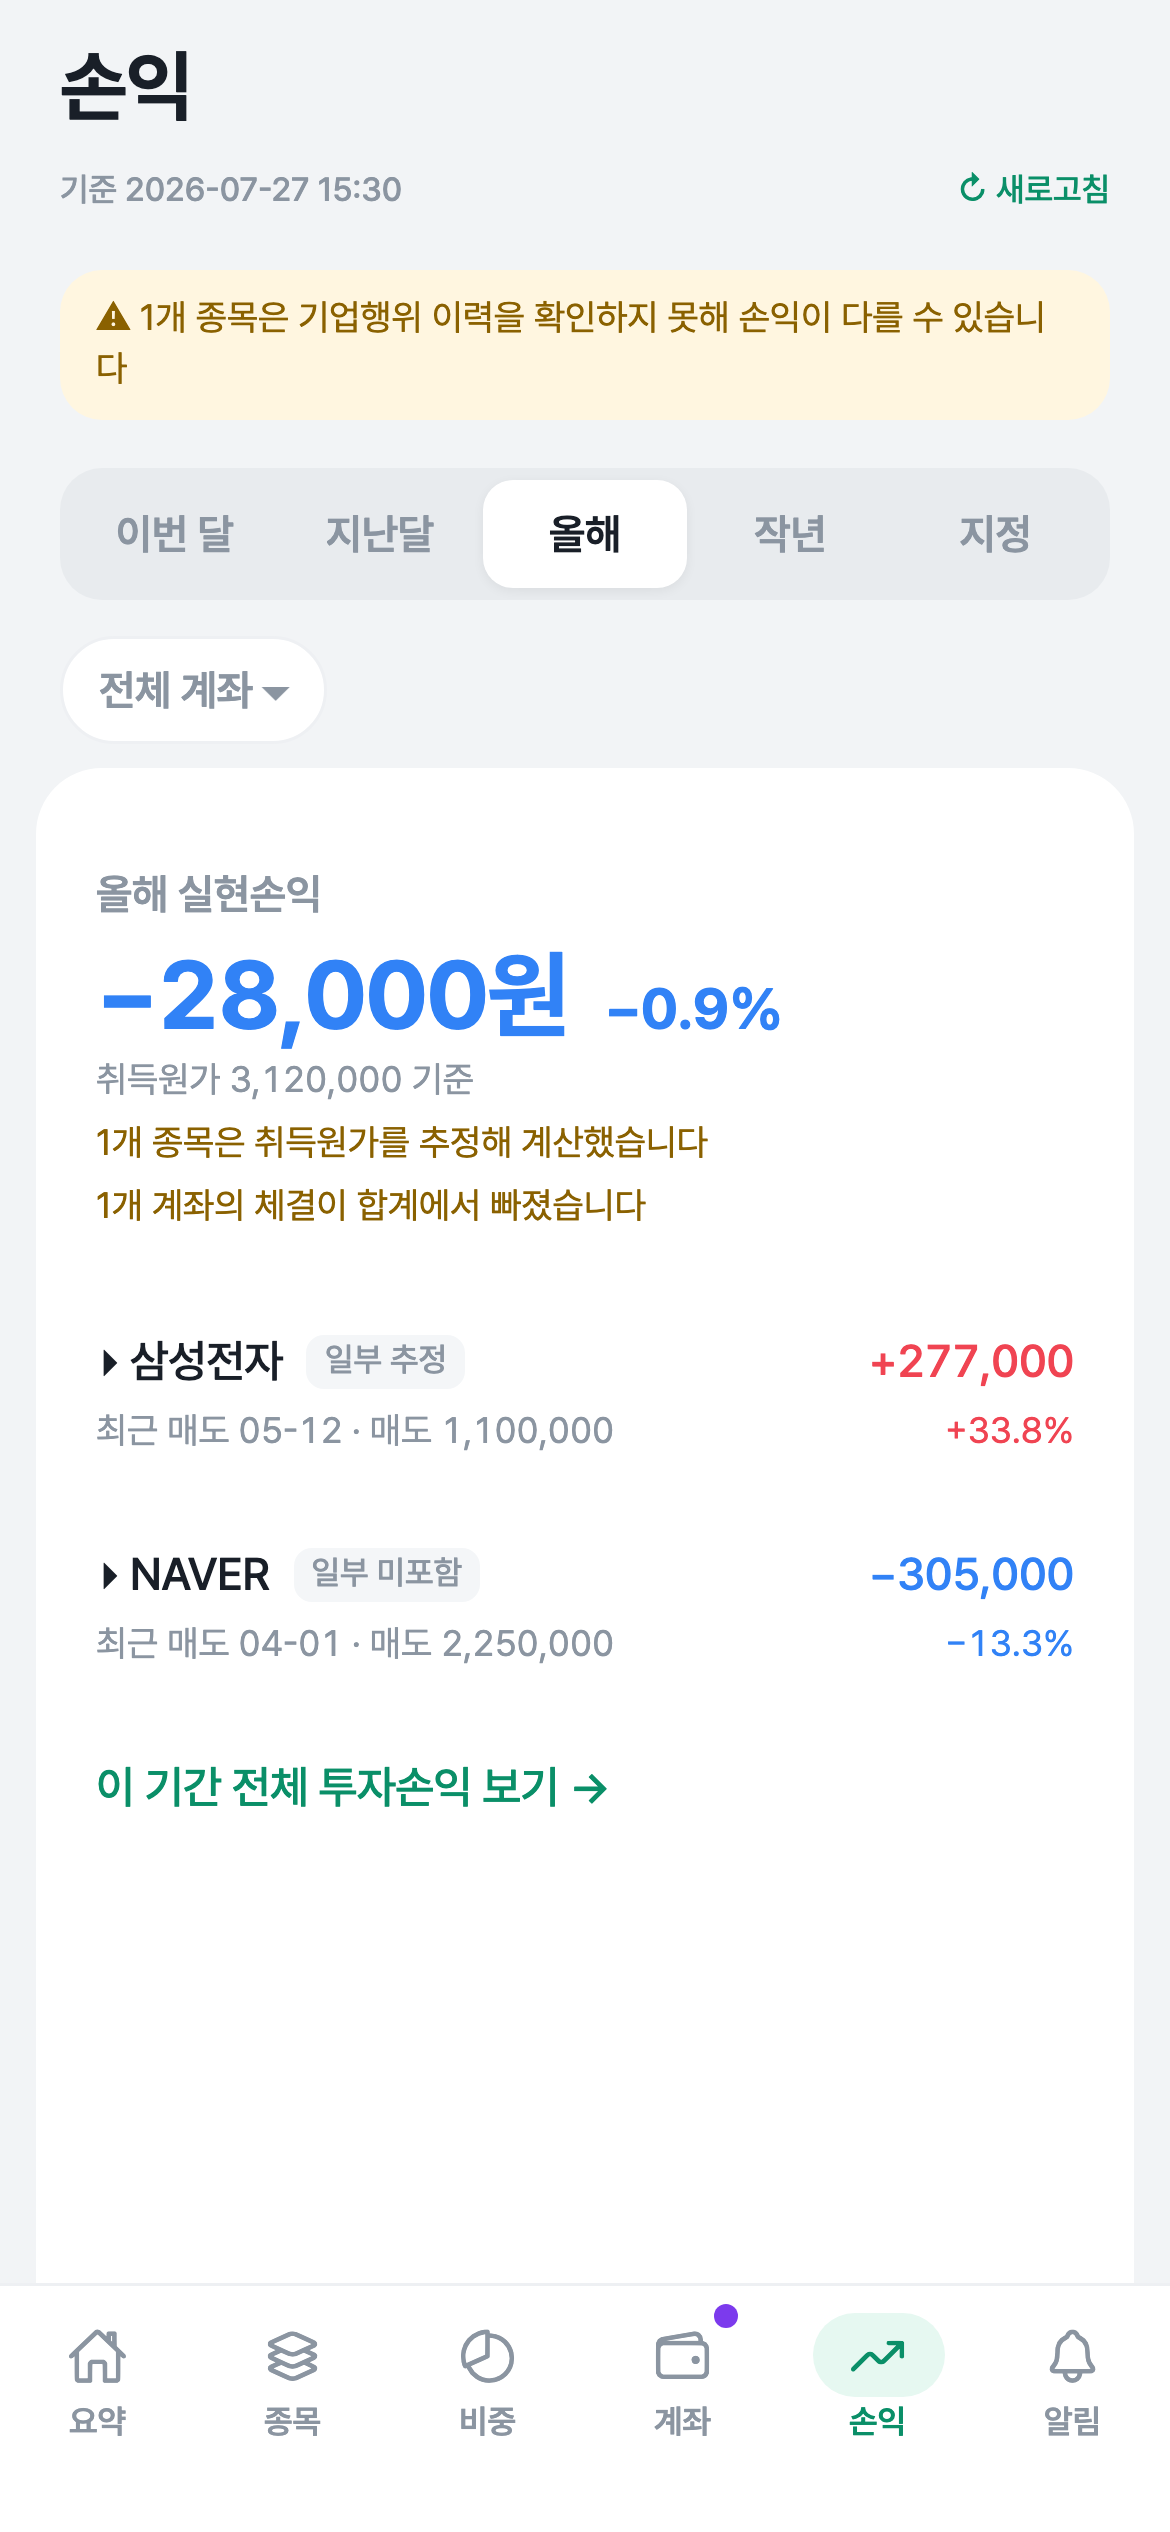 손익
기준 2026-07-27 15:30
↻ 새로고침
⚠ 1개 종목은 기업행위 이력을 확인하지 못해 손익이 다를 수 있습니
다
이번 달 지난달 올해 작년 지정
전체 계좌
올해 실현손익
−28,000원 −0.9%
취득원가 3,120,000 기준
1개 종목은 취득원가를 추정해 계산했습니다
1개 계좌의 체결이 합계에서 빠졌습니다
삼성전자 일부 추정 +277,000
최근 매도 05-12 · 매도 1,100,000 +33.8%
NAVER 일부 미포함 −305,000
최근 매도 04-01 · 매도 2,250,000 −13.3%
이 기간 전체 투자손익 보기 →
요약 종목 비중 계좌 손익 알림